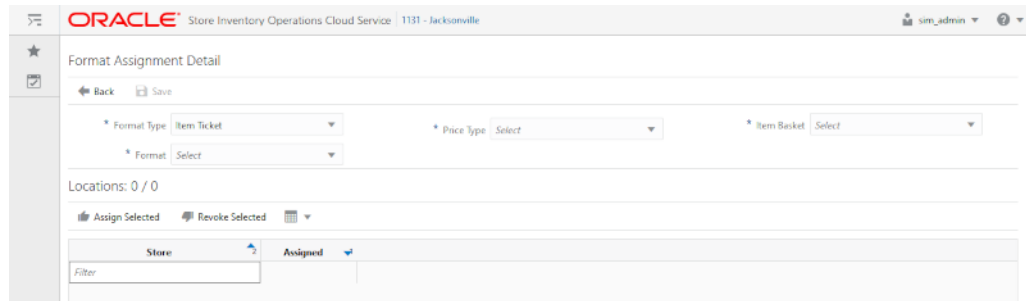 ORACLE Store Inventory Operations Cloud Service 1131 - Jacksonville sim_admin
Format Assignment Detail
Back Save
* Format Type Item Ticket * Price Type Select * Item Basket Select
* Format Select
Locations: 0 / 0
Assign Selected Revoke Selected
Store 2 Assigned
Filter